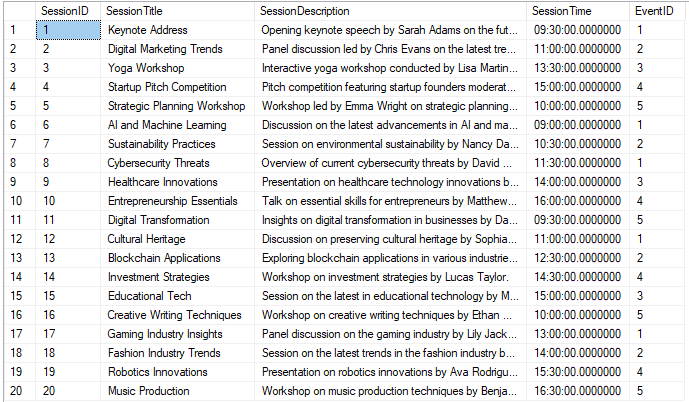 SessionID SessionTitle SessionDescription SessionTime EventID
1 1 Keynote Address Opening keynote speech by Sarah Adams on the fut... 09:30:00.0000000 1
2 2 Digital Marketing Trends Panel discussion led by Chris Evans on the latest tre... 11:00:00.0000000 2
3 3 Yoga Workshop Interactive yoga workshop conducted by Lisa Martin... 13:30:00.0000000 3
4 4 Startup Pitch Competition Pitch competition featuring startup founders moderat... 15:00:00.0000000 4
5 5 Strategic Planning Workshop Workshop led by Emma Wright on strategic planning... 10:00:00.0000000 5
6 6 AI and Machine Learning Discussion on the latest advancements in AI and ma... 09:00:00.0000000 1
7 7 Sustainability Practices Session on environmental sustainability by Nancy Da... 10:30:00.0000000 2
8 8 Cybersecurity Threats Overview of current cybersecurity threats by David ... 11:30:00.0000000 1
9 9 Healthcare Innovations Presentation on healthcare technology innovations b... 14:00:00.0000000 3
10 10 Entrepreneurship Essentials Talk on essential skills for entrepreneurs by Matthew... 16:00:00.0000000 4
11 11 Digital Transformation Insights on digital transformation in businesses by Da... 09:30:00.0000000 5
12 12 Cultural Heritage Discussion on preserving cultural heritage by Sophia... 11:00:00.0000000 1
13 13 Blockchain Applications Exploring blockchain applications in various industrie... 12:30:00.0000000 2
14 14 Investment Strategies Workshop on investment strategies by Lucas Taylor. 14:30:00.0000000 4
15 15 Educational Tech Session on the latest in educational technology by M... 15:00:00.0000000 3
16 16 Creative Writing Techniques Workshop on creative writing techniques by Ethan ... 10:00:00.0000000 5
17 17 Gaming Industry Insights Panel discussion on the gaming industry by Lily Jack... 13:00:00.0000000 1
18 18 Fashion Industry Trends Session on the latest trends in the fashion industry b... 14:00:00.0000000 2
19 19 Robotics Innovations Presentation on robotics innovations by Ava Rodrigu... 15:30:00.0000000 4
20 20 Music Production Workshop on music production techniques by Benja... 16:30:00.0000000 5